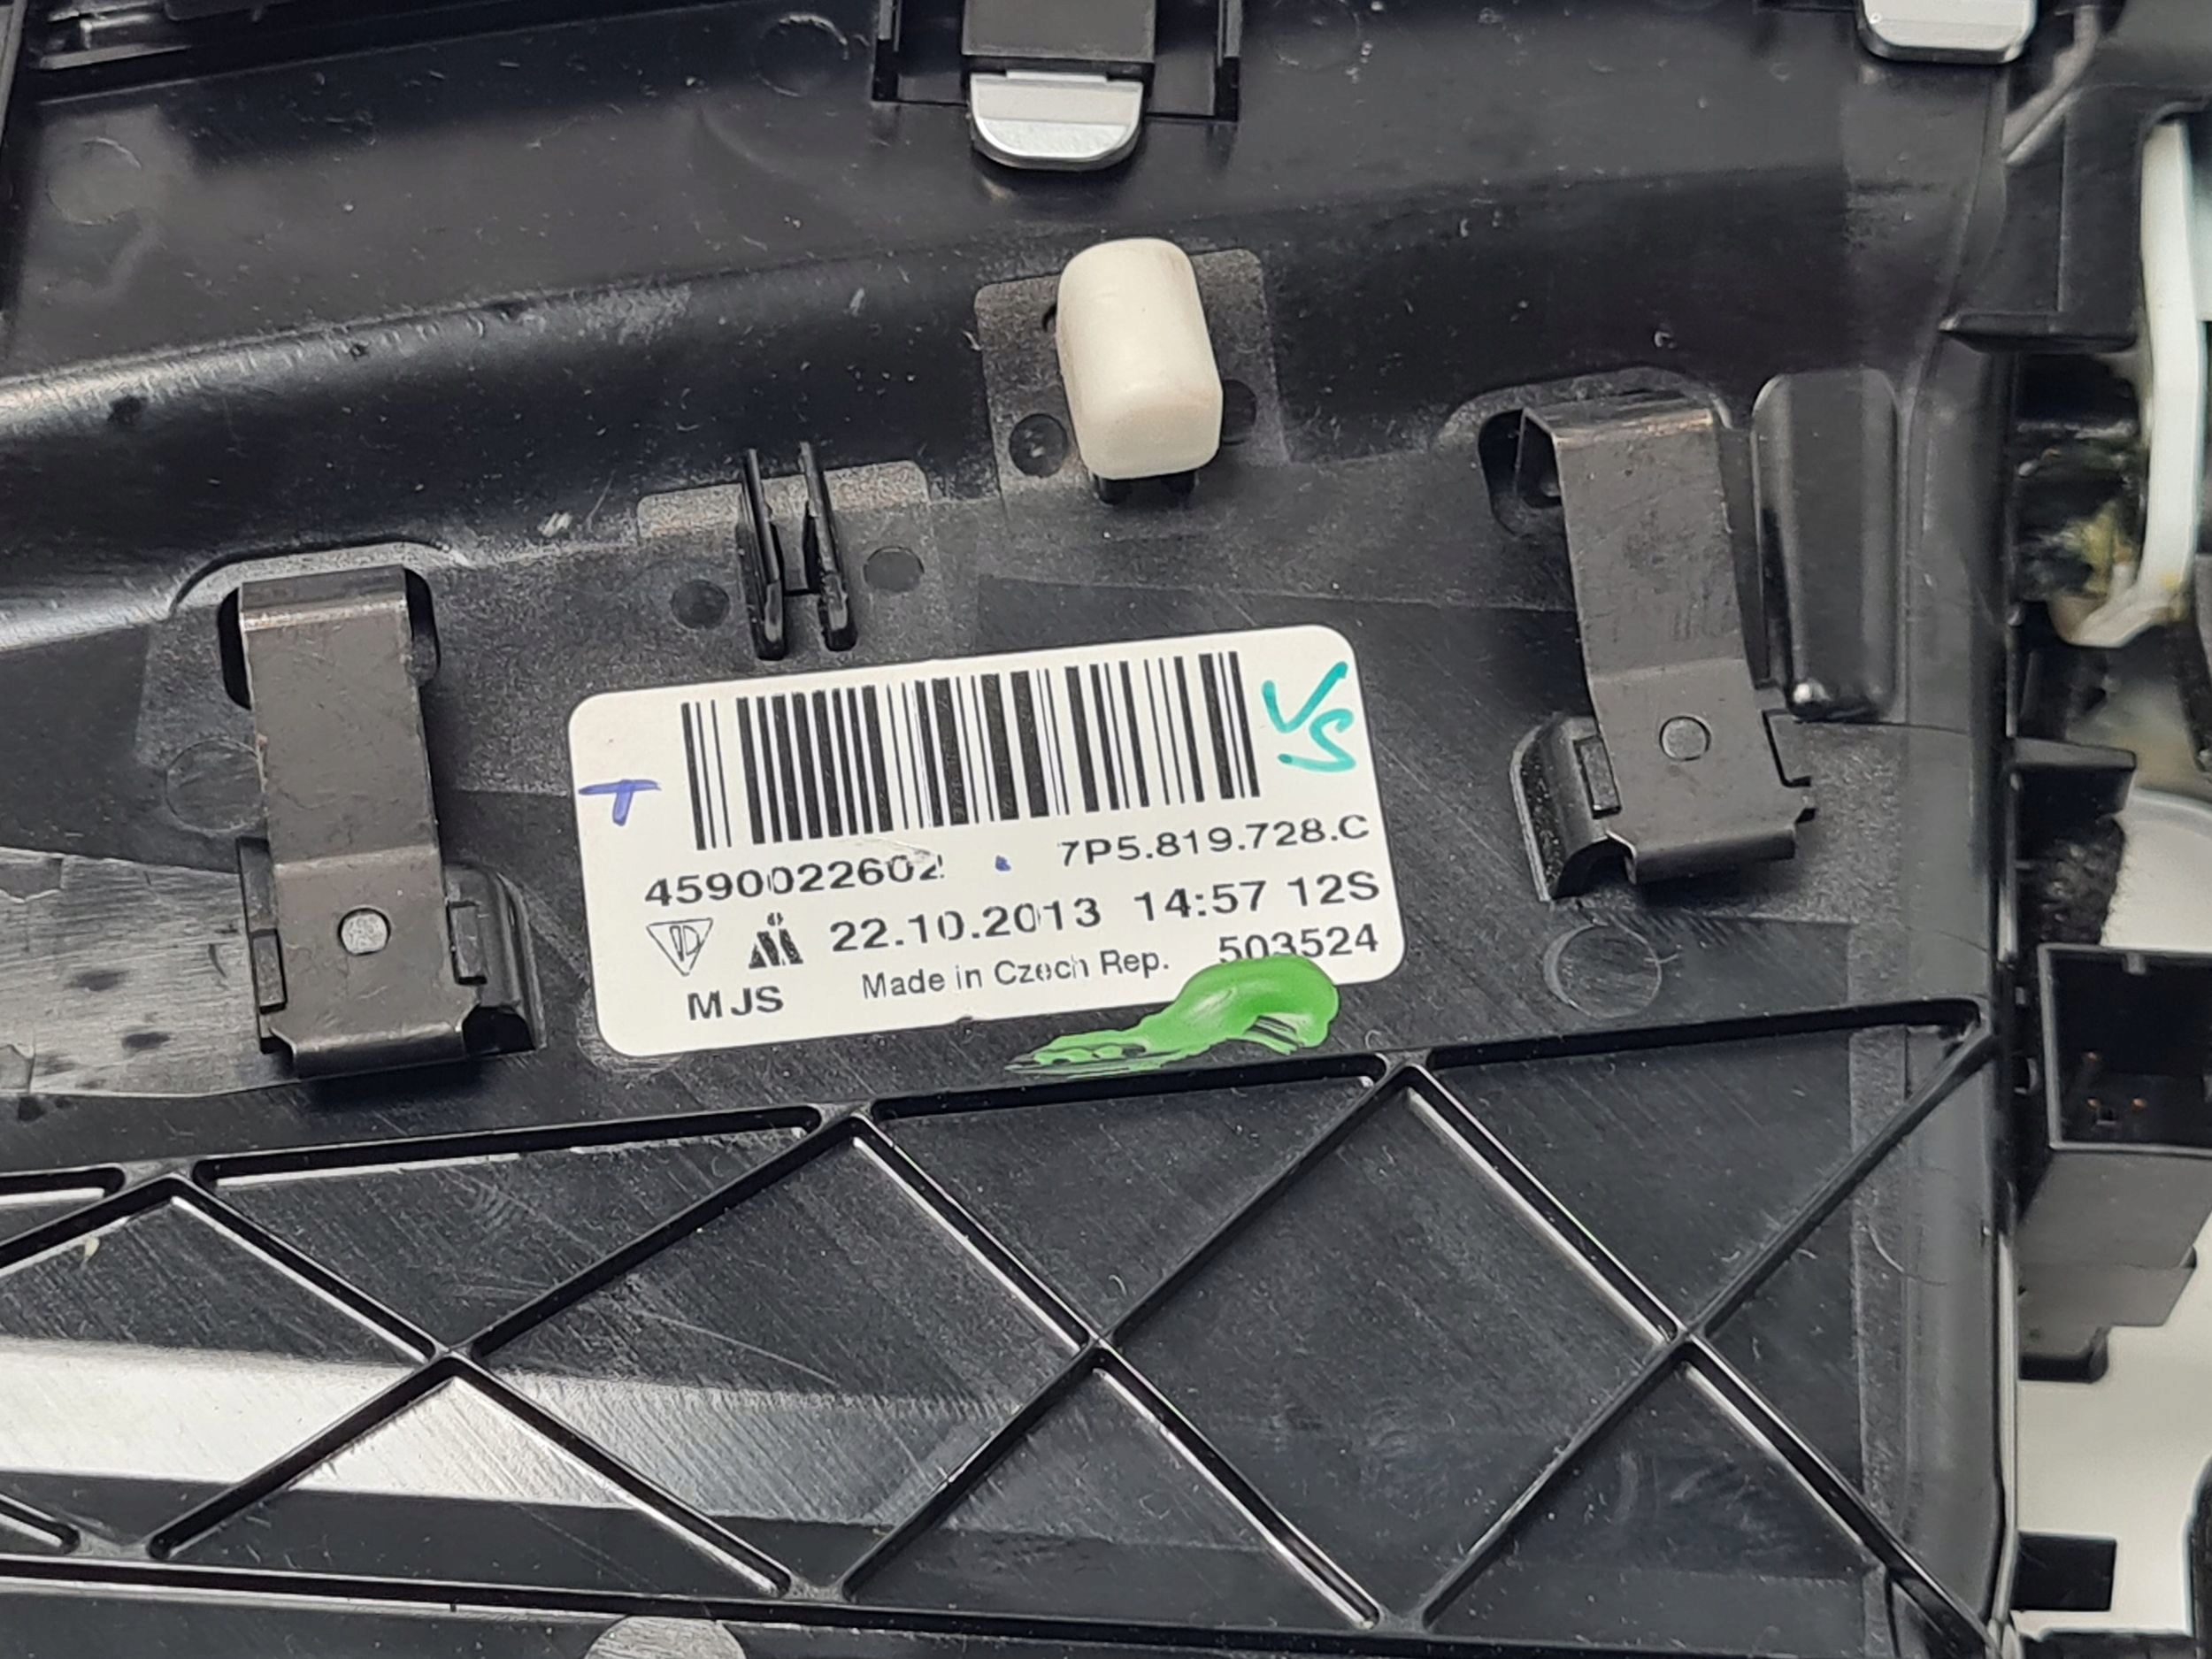 VS
T
4590022602 7P5.819.728.C
22.10.2013 14:57 12S
Made in Czech Rep. 503524
MJS